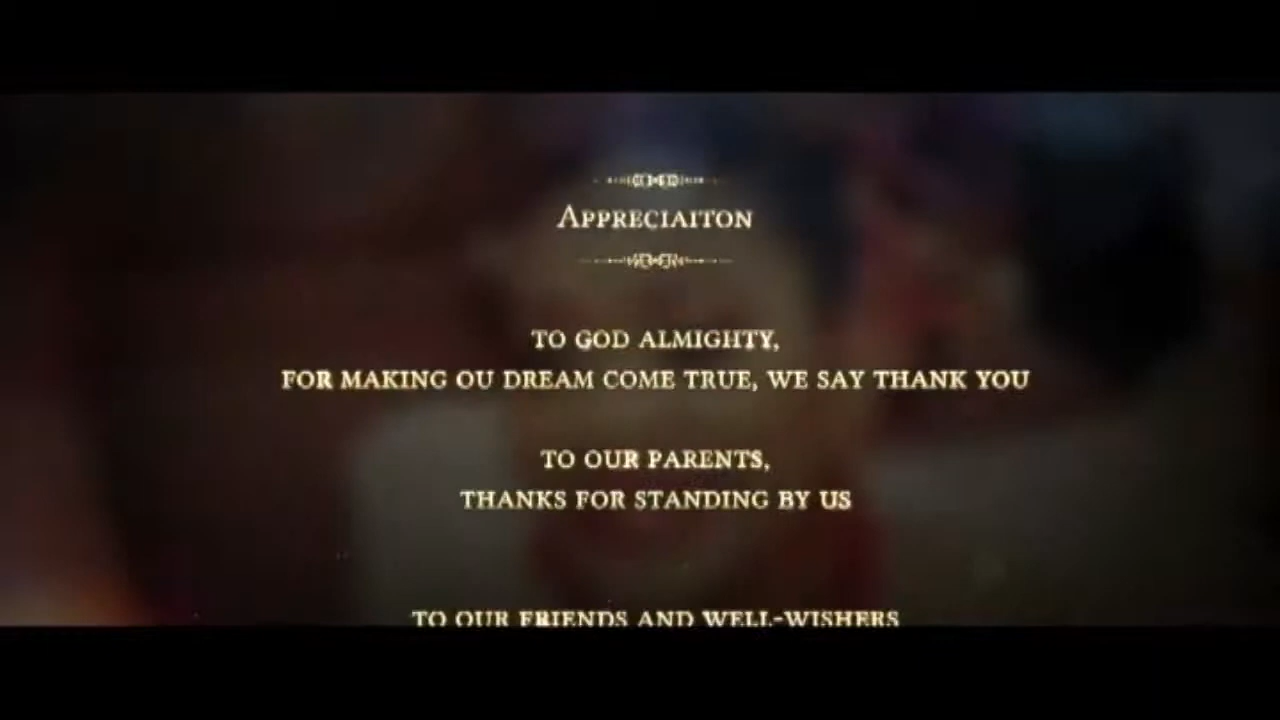 Appreciaiton
TO GOD ALMIGHTY,
FOR MAKING OU DREAM COME TRUE, WE SAY THANK YOU
TO OUR PARENTS,
THANKS FOR STANDING BY US
TO OUR FRIENDS AND WELL-WISHERS